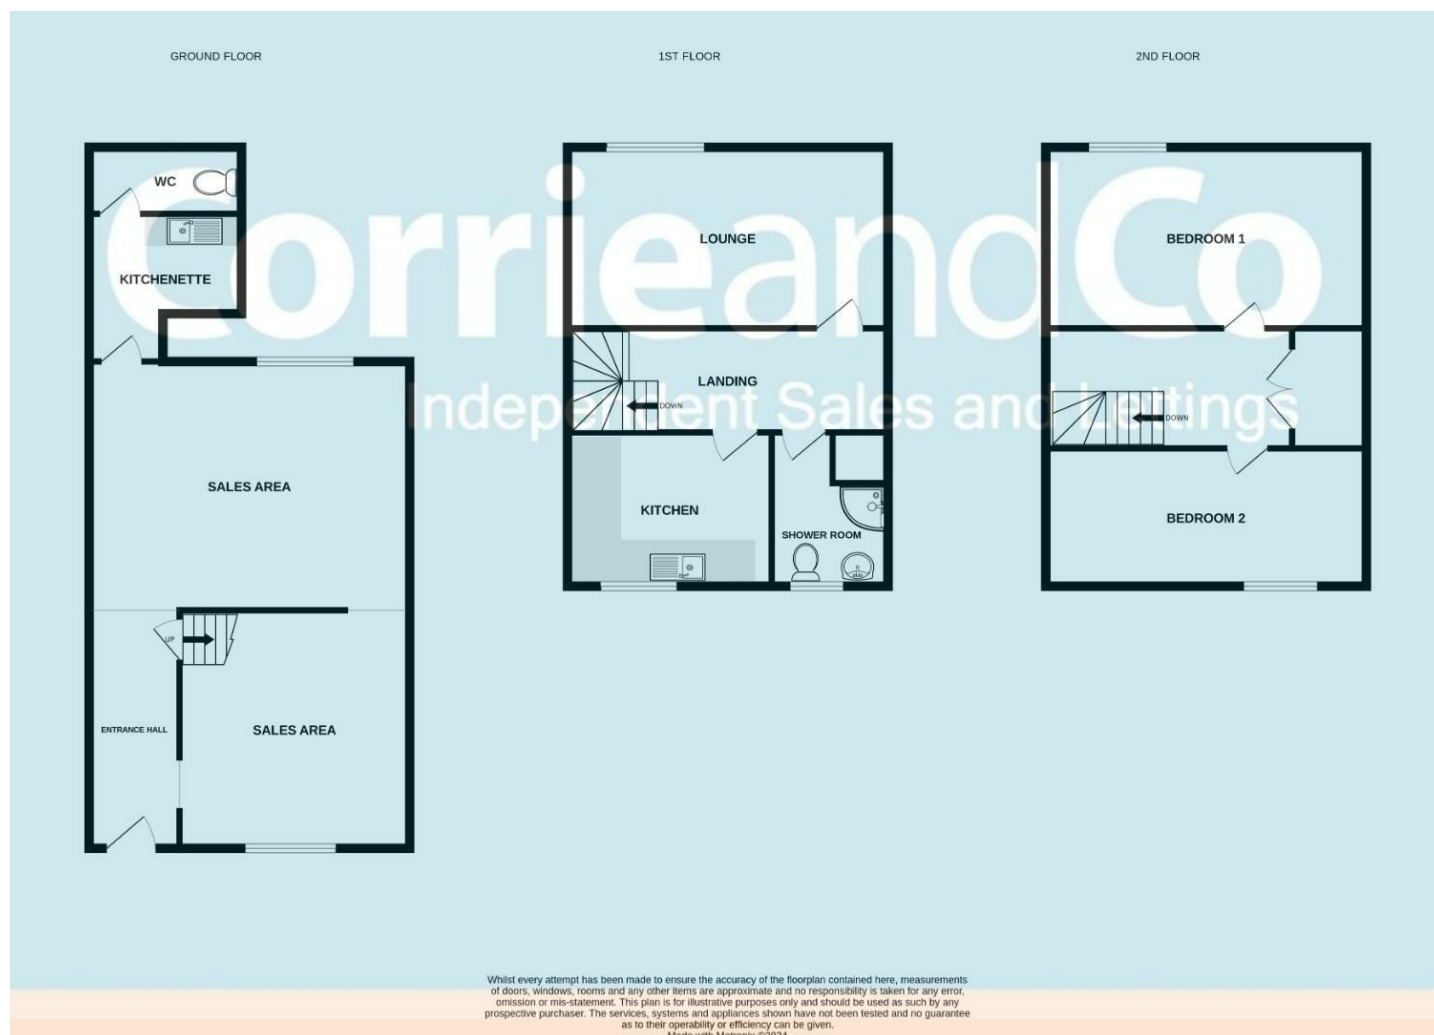 GROUND FLOOR
1ST FLOOR
2ND FLOOR
WC
KITCHENETTE
SALES AREA
UP
ENTRANCE HALL
SALES AREA
LOUNGE
LANDING
DOWN
KITCHEN
SHOWER ROOM
BEDROOM 1
DOWN
BEDROOM 2
CorrieandCo
Independent Sales and Lettings
Whilst every attempt has been made to ensure the accuracy of the floorplan contained here, measurements
of doors, windows, rooms and any other items are approximate and no responsibility is taken for any error,
omission or mis-statement. This plan is for illustrative purposes only and should be used as such by any
prospective purchaser. The services, systems and appliances shown have not been tested and no guarantee
as to their operability or efficiency can be given.
Made with Metropix ©2024